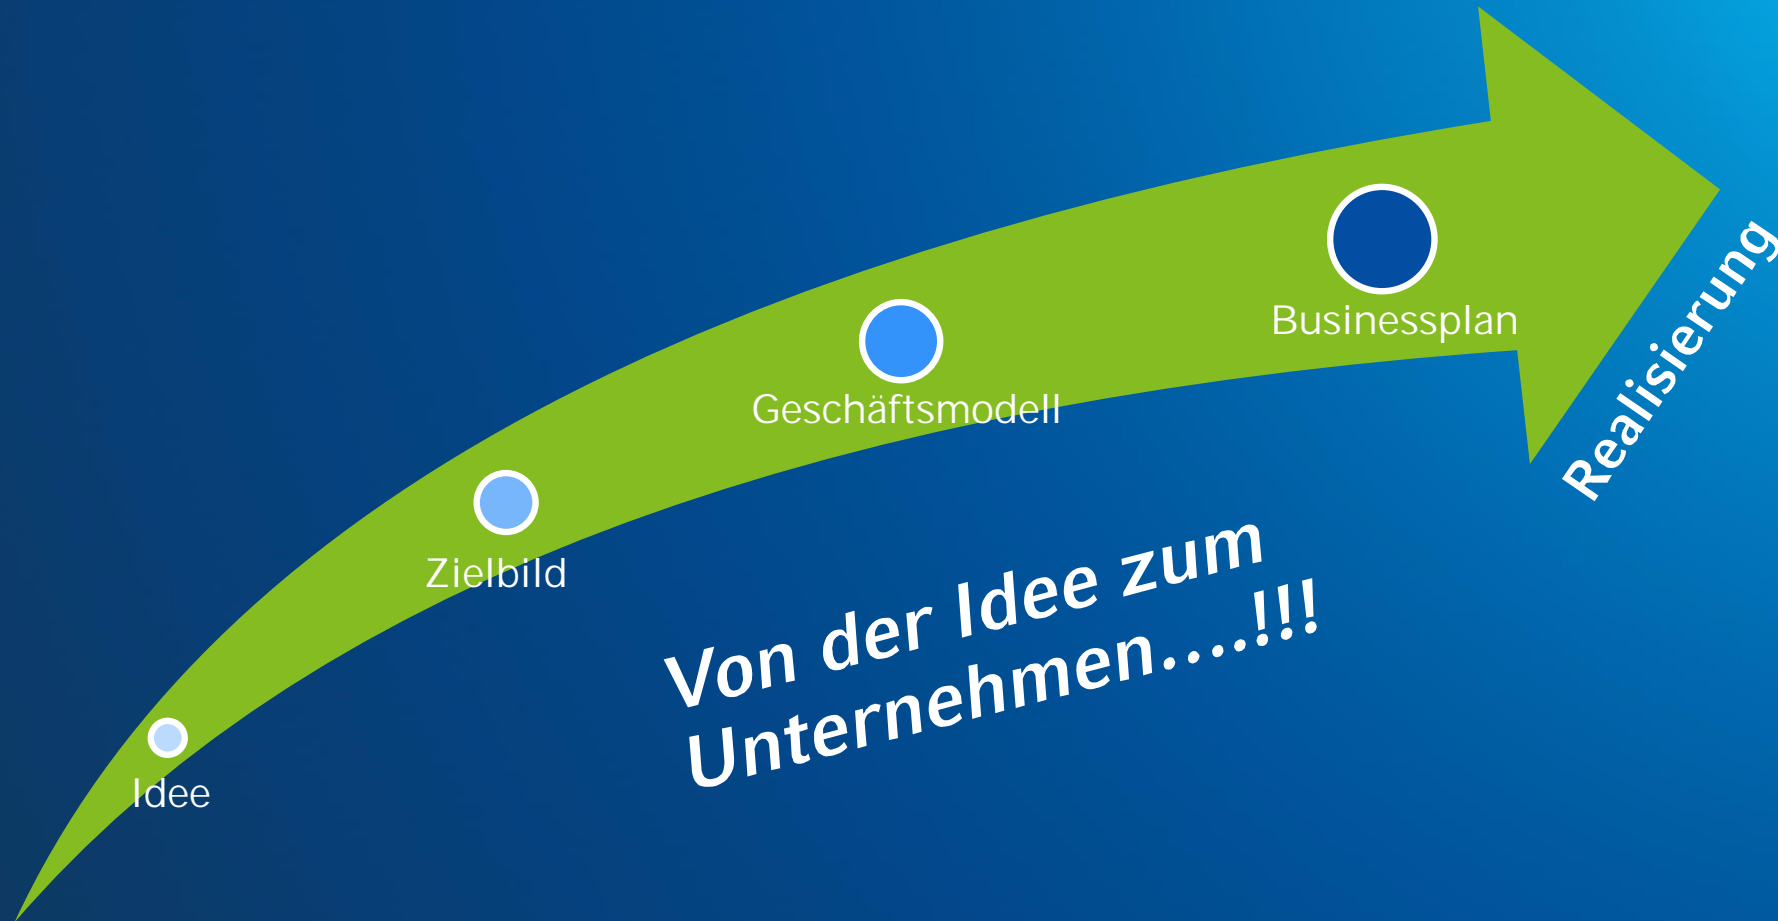 Idee
Zielbild
Geschäftsmodell
Businessplan
Realisierung
Von der Idee zum
Unternehmen....!!!